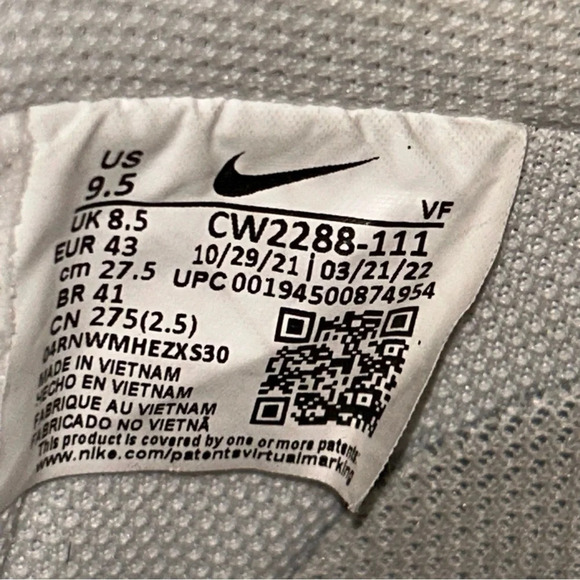 US
9.5
VF
UK 8.5
CW2288-111
EUR 43
10/29/21 | 03/21/22
cm 27.5
UPC 00194500874954
BR 41
CN 275(2.5)
04RNWMHEZXS30
MADE IN VIETNAM
HECHO EN VIETNAM
FABRIQUE AU VIETNAM
FABRICADO NO VIETNÃ
This product is covered by one or more patents
www.nike.com/patentsvirtualmarking